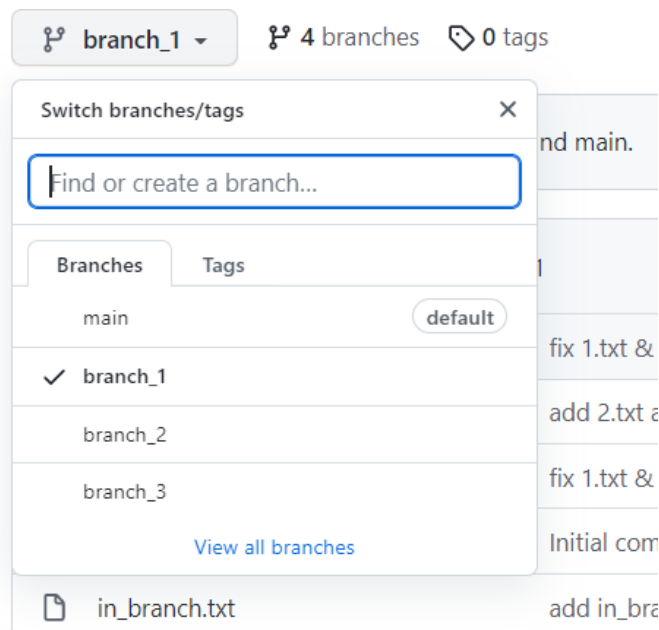 branch_1 4 branches 0 tags
Switch branches/tags
nd main.
Find or create a branch...
Branches Tags
main default
fix 1.txt &
branch_1
add 2.txt a
branch_2
fix 1.txt &
branch_3
View all branches
Initial com
in_branch.txt add in_bra